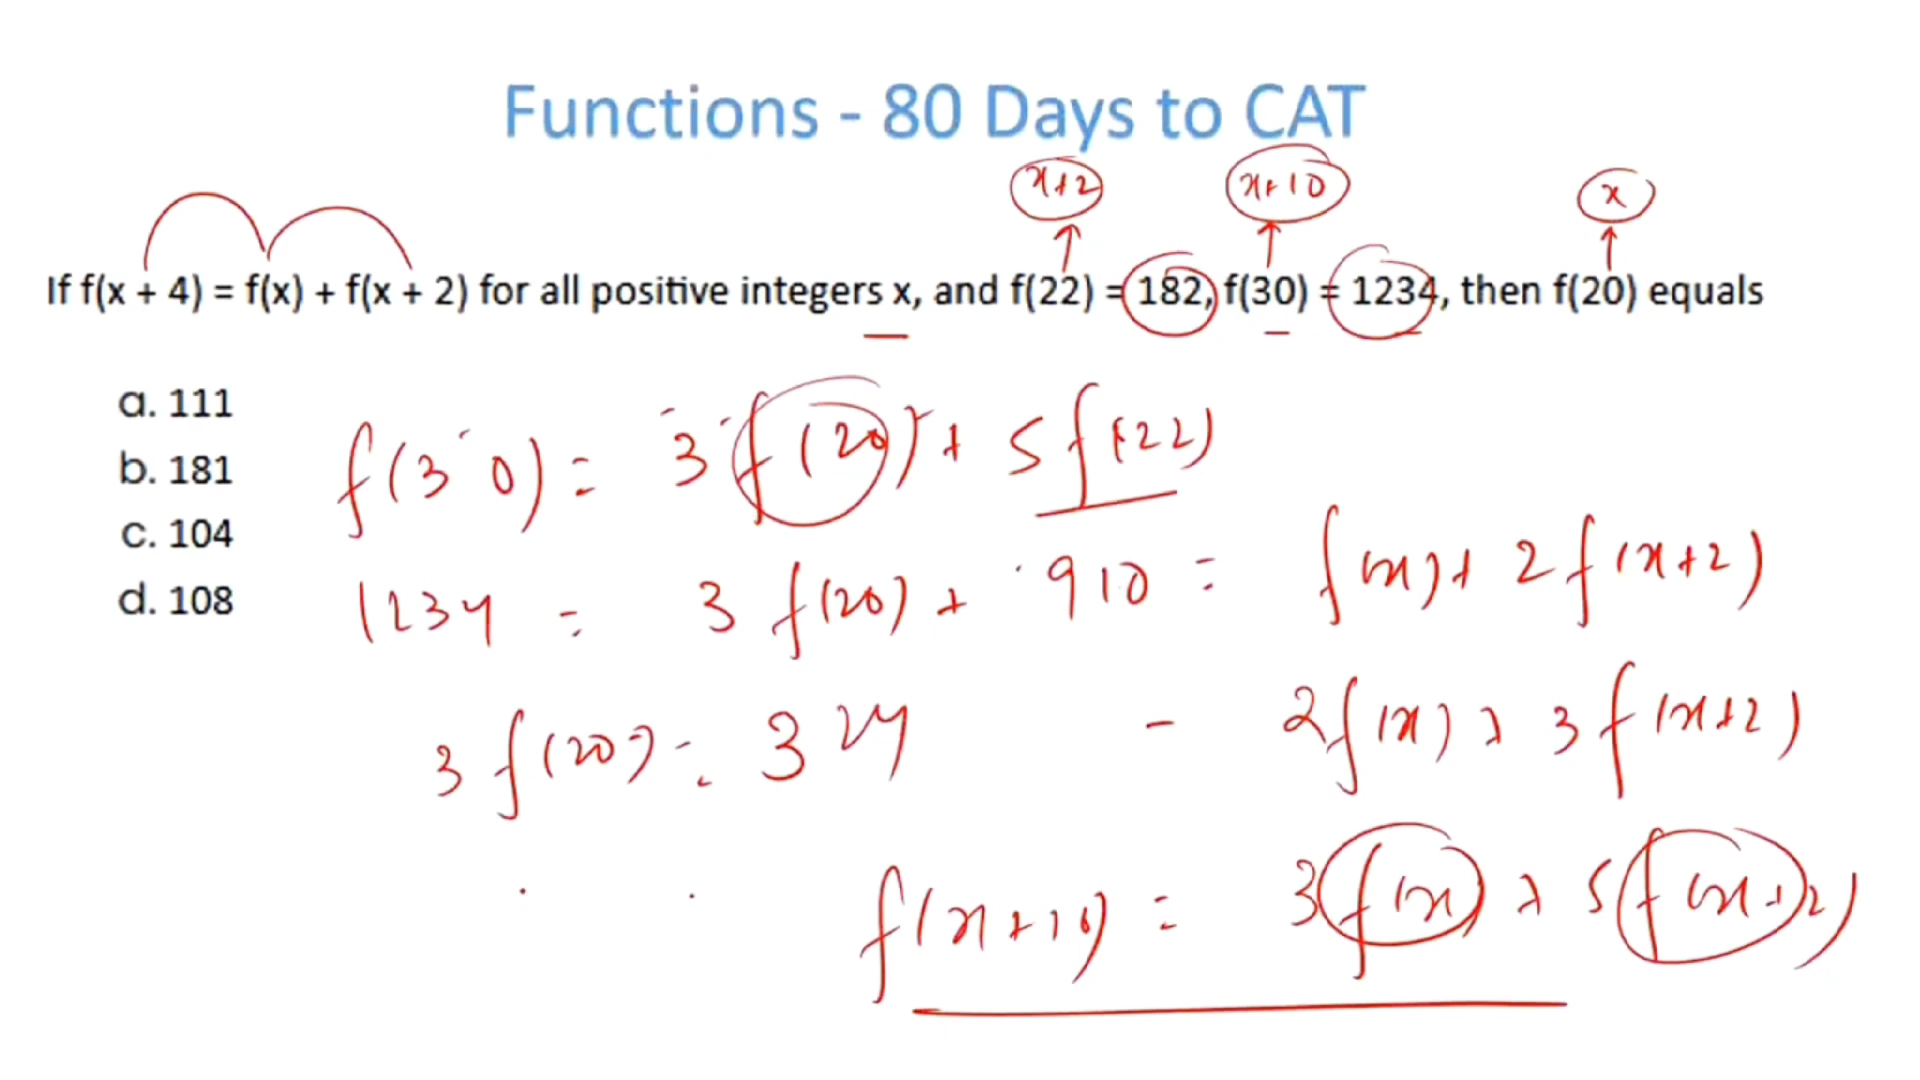 Functions - 80 Days to CAT
x+2 x+10 x
If f(x + 4) = f(x) + f(x + 2) for all positive integers x, and f(22) = 182, f(30) = 1234, then f(20) equals
a. 111
b. 181
c. 104
d. 108
f(30) = 3f(20) + 5f(22)
1234 = 3f(20) + 910 = f(x) + 2f(x+2)
3f(20) = 324 - 2f(x) + 3f(x+2)
f(x+10) = 3f(x) + 5f(x+2)